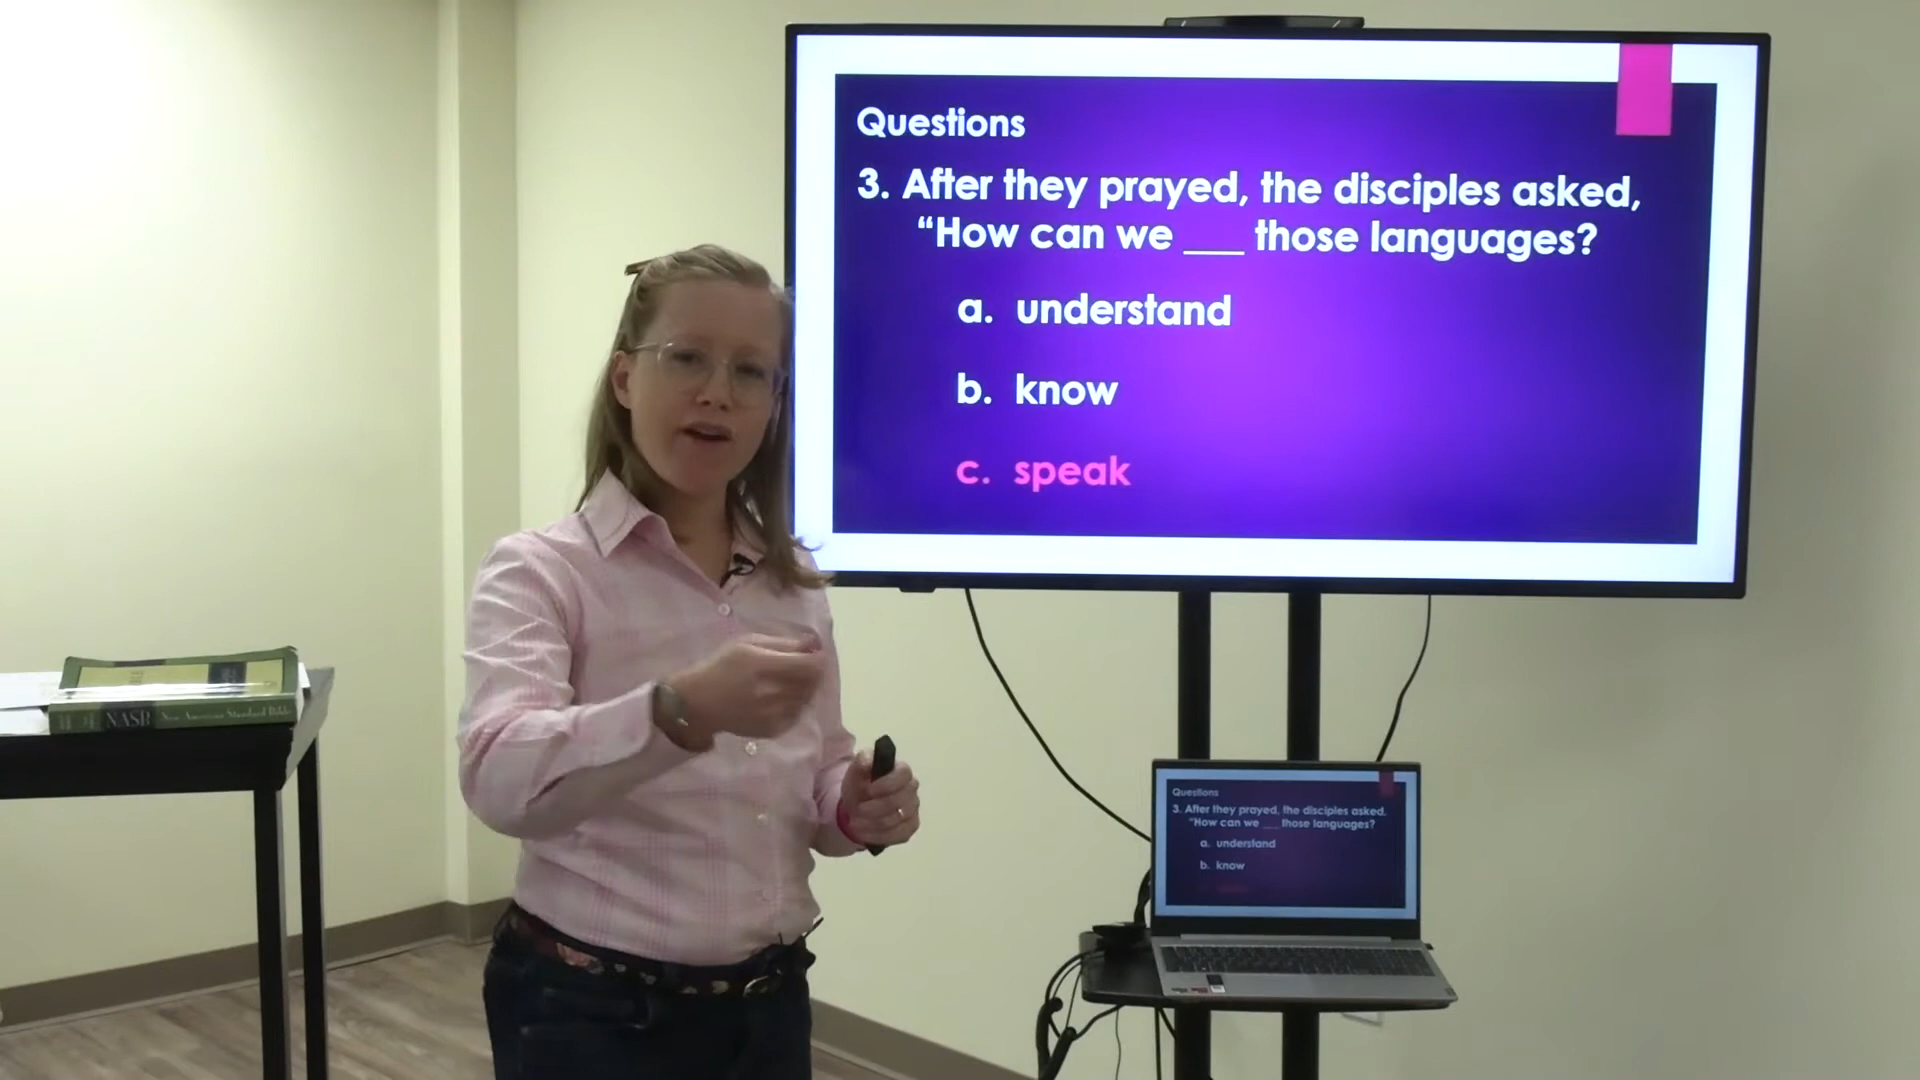 Questions
3. After they prayed, the disciples asked,
“How can we ___ those languages?
a. understand
b. know
c. speak
NASB New American Standard Bible
Questions
3. After they prayed, the disciples asked,
“How can we ___ those languages?
a. understand
b. know